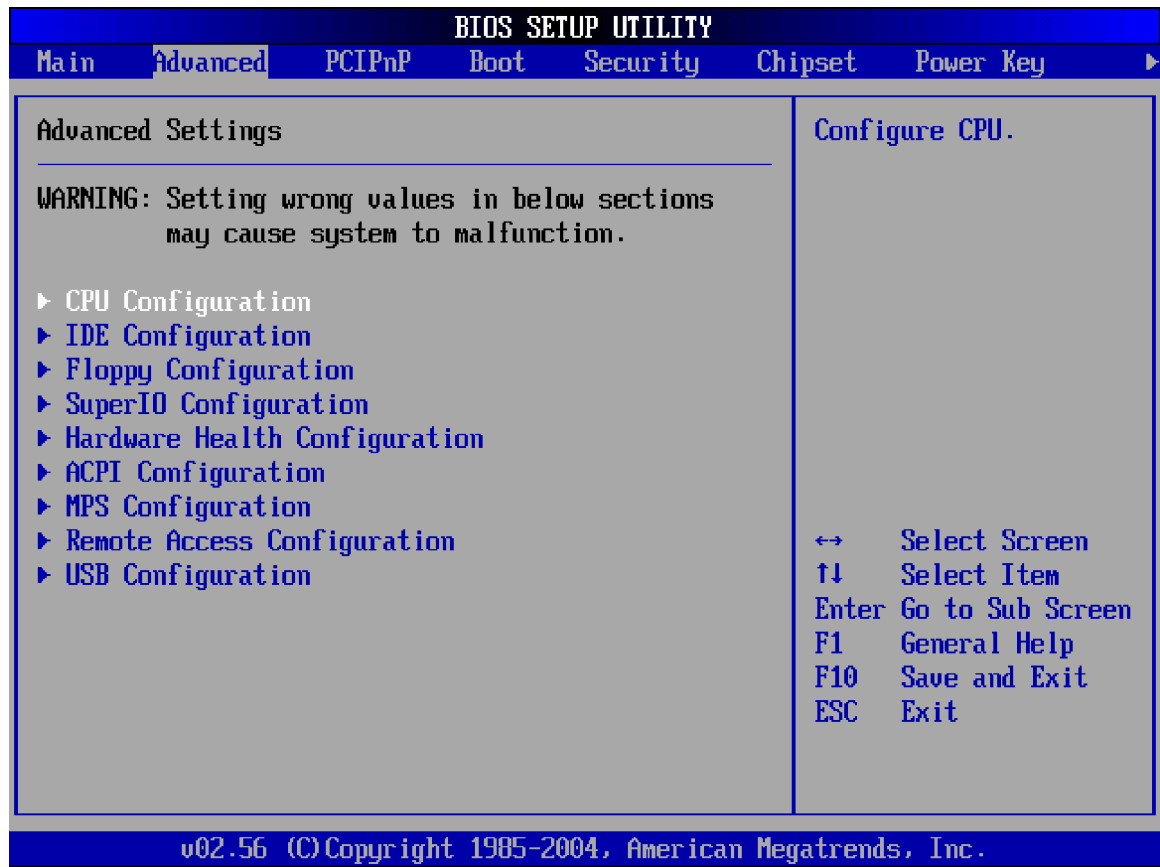 BIOS SETUP UTILITY
Main Advanced PCIPnP Boot Security Chipset Power Key ▶
Advanced Settings
WARNING: Setting wrong values in below sections
may cause system to malfunction.
▶ CPU Configuration
▶ IDE Configuration
▶ Floppy Configuration
▶ SuperIO Configuration
▶ Hardware Health Configuration
▶ ACPI Configuration
▶ MPS Configuration
▶ Remote Access Configuration
▶ USB Configuration
Configure CPU.
↔ Select Screen
↑↓ Select Item
Enter Go to Sub Screen
F1 General Help
F10 Save and Exit
ESC Exit
v02.56 (C)Copyright 1985-2004, American Megatrends, Inc.